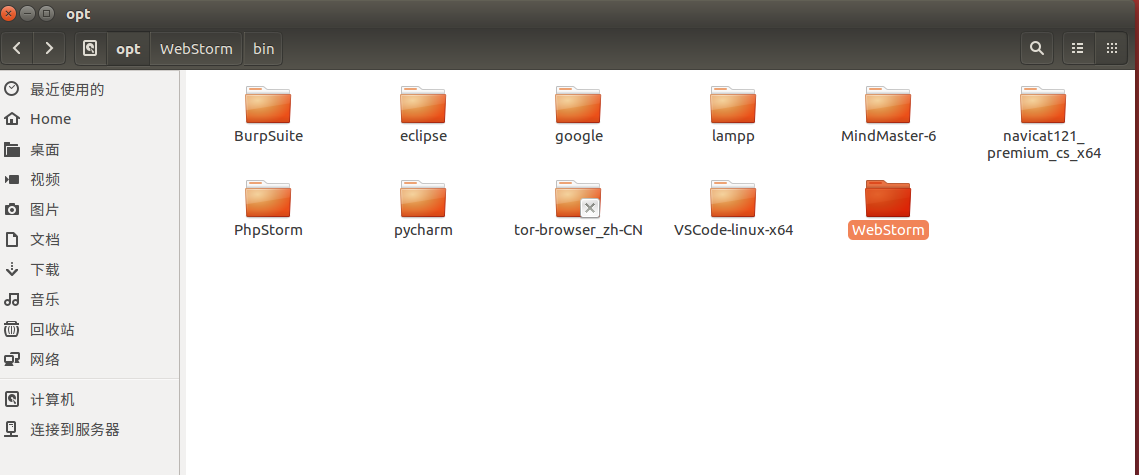 opt
opt WebStorm bin
最近使用的
Home
桌面
视频
图片
文档
下载
音乐
回收站
网络
计算机
连接到服务器
BurpSuite eclipse google lampp MindMaster-6 navicat121_
premium_cs_x64
PhpStorm pycharm tor-browser_zh-CN VSCode-linux-x64 WebStorm